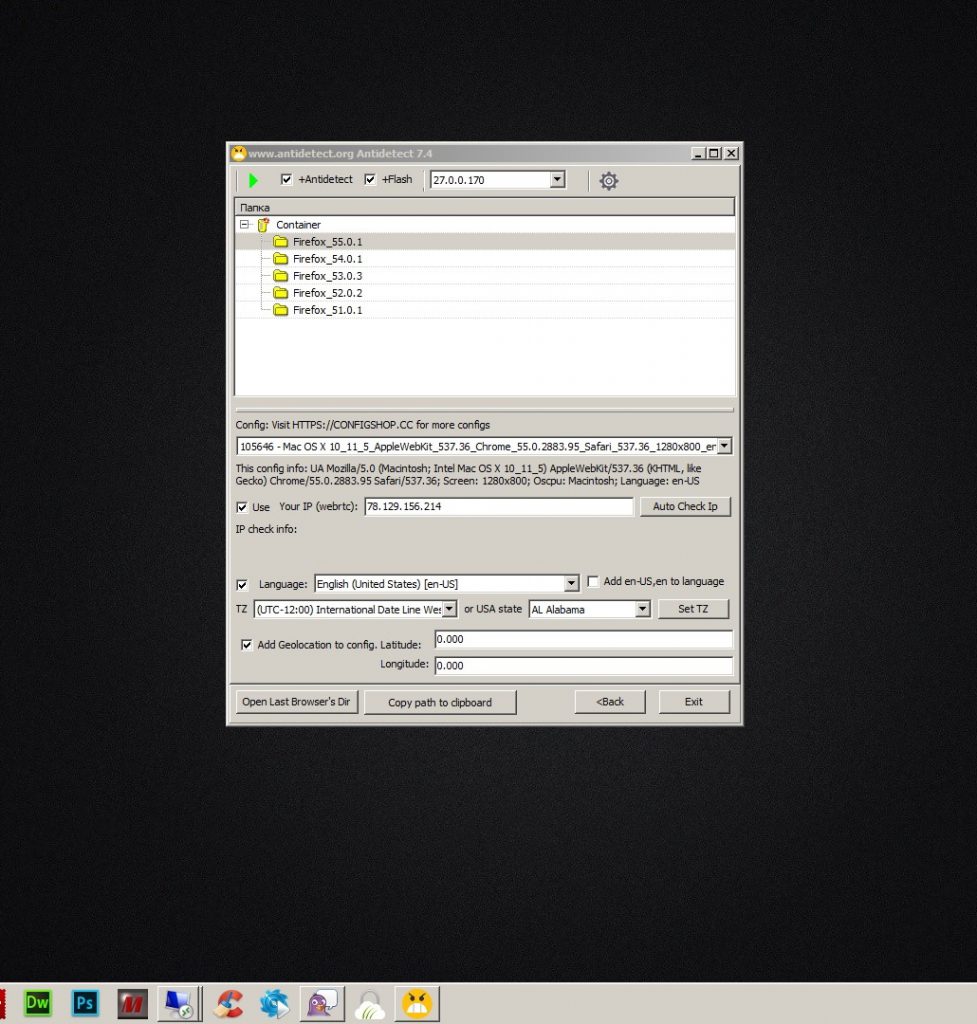 www.antidetect.org Antidetect 7.4
+Antidetect +Flash 27.0.0.170
Папка
Container
Firefox_55.0.1
Firefox_54.0.1
Firefox_53.0.3
Firefox_52.0.2
Firefox_51.0.1
Config: Visit HTTPS://CONFIGSHOP.CC for more configs
105646 - Mac OS X 10_11_5_AppleWebKit_537.36_Chrome_55.0.2883.95_Safari_537.36_1280x800_er
This config info: UA Mozilla/5.0 (Macintosh; Intel Mac OS X 10_11_5) AppleWebKit/537.36 (KHTML, like
Gecko) Chrome/55.0.2883.95 Safari/537.36; Screen: 1280x800; Oscpu: Macintosh; Language: en-US
Use Your IP (webrtc): 78.129.156.214 Auto Check Ip
IP check info:
Language: English (United States) [en-US] Add en-US,en to language
TZ (UTC-12:00) International Date Line Wes or USA state AL Alabama Set TZ
Add Geolocation to config. Latitude: 0.000
Longitude: 0.000
Open Last Browser's Dir Copy path to clipboard <Back Exit
Dw Ps M